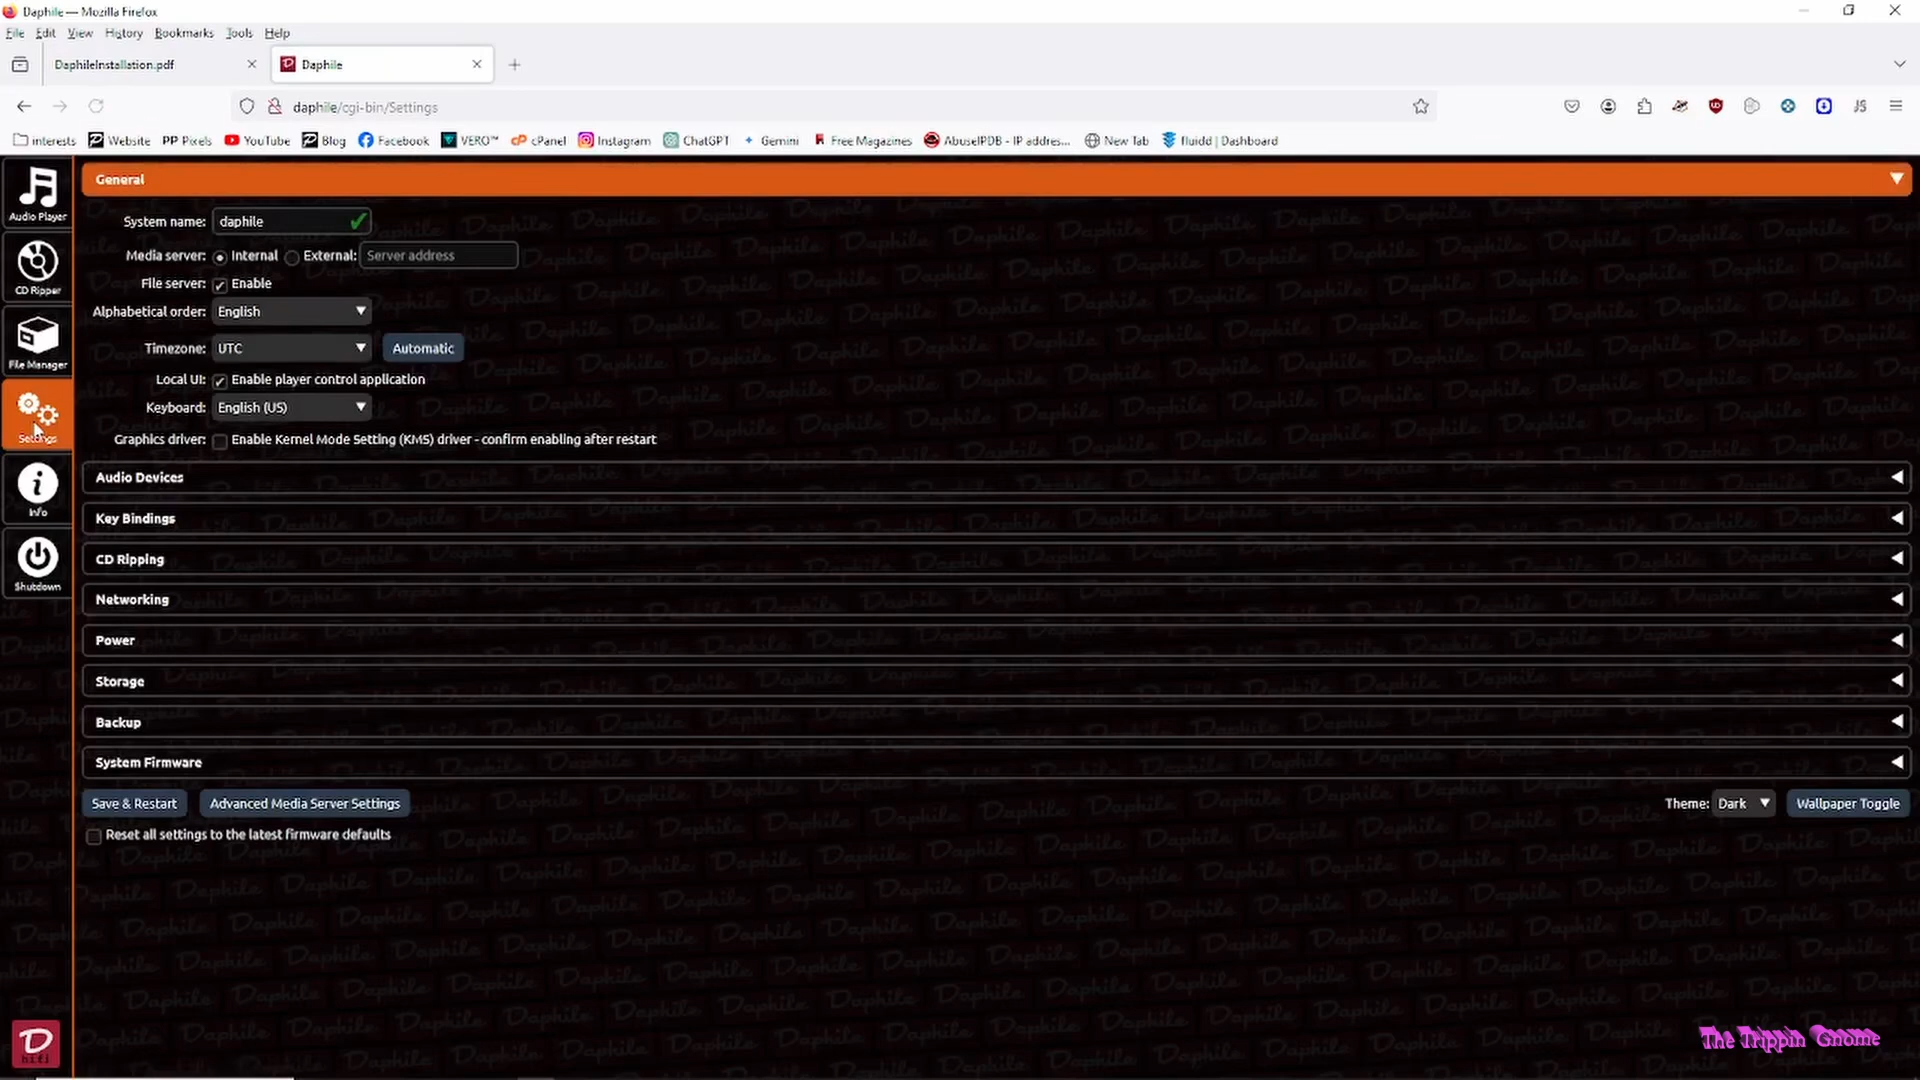 Daphile — Mozilla Firefox
File Edit View History Bookmarks Tools Help
DaphileInstallation.pdf
Daphile
daphile/cgi-bin/Settings
JS
interests Website PP Pixels YouTube Blog Facebook VERO™ cPanel Instagram ChatGPT Gemini Free Magazines AbuseIPDB - IP addres... New Tab fluidd | Dashboard
General
Audio Player
CD Ripper
File Manager
Settings
Info
Shutdown
System name: daphile
Media server: Internal External: Server address
File server: Enable
Alphabetical order: English
Timezone: UTC Automatic
Local UI: Enable player control application
Keyboard: English (US)
Graphics driver: Enable Kernel Mode Setting (KMS) driver - confirm enabling after restart
Audio Devices
Key Bindings
CD Ripping
Networking
Power
Storage
Backup
System Firmware
Save & Restart Advanced Media Server Settings Theme: Dark Wallpaper Toggle
Reset all settings to the latest firmware defaults
D
hifi
The Trippin Gnome